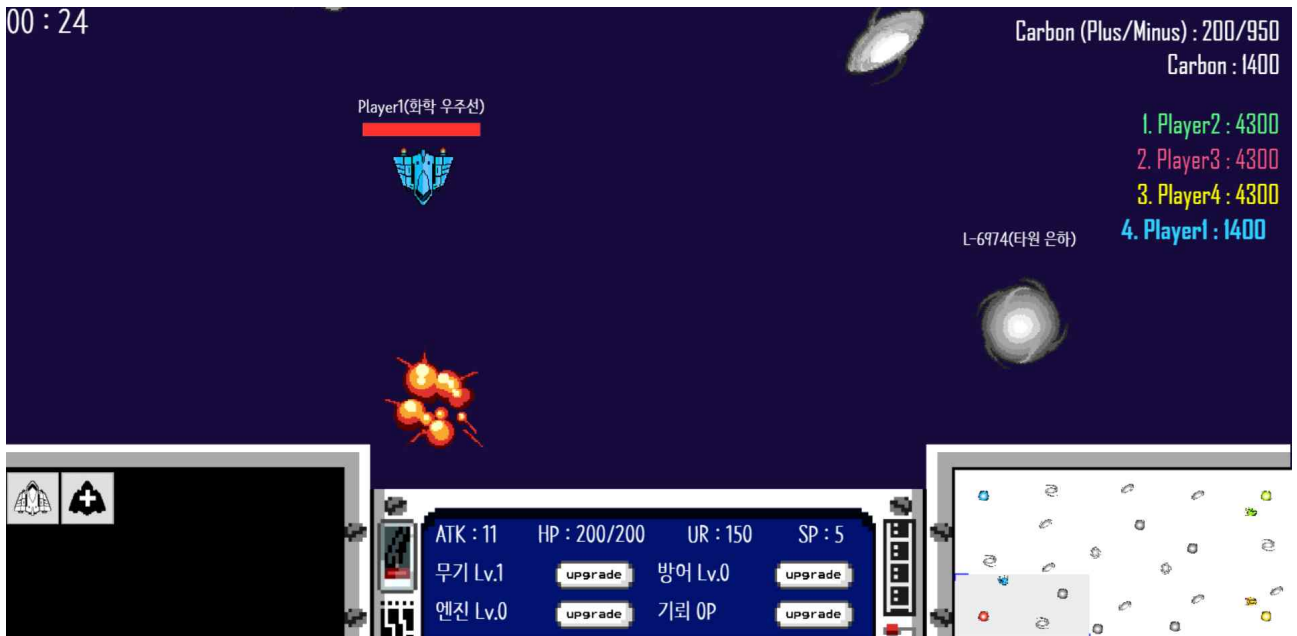 00 : 24
Carbon (Plus/Minus) : 200/950
Carbon : 1400
Player1(화학 우주선)
1. Player2 : 4300
2. Player3 : 4300
3. Player4 : 4300
4. Player1 : 1400
L-6974(타원 은하)
ATK : 11 HP : 200/200 UR : 150 SP : 5
무기 Lv.1 upgrade 방어 Lv.0 upgrade
엔진 Lv.0 upgrade 기뢰 0P upgrade